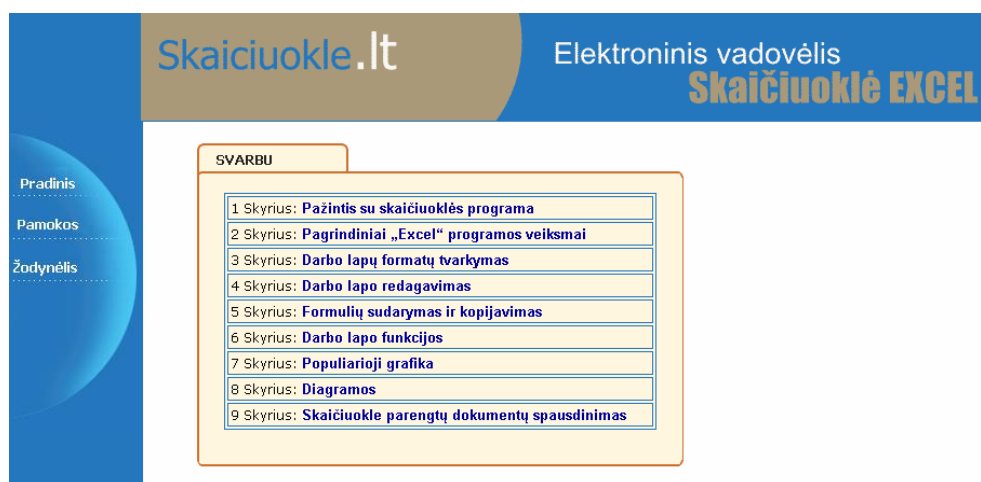 Skaiciuokle.lt
Elektroninis vadovėlis
Skaičiuoklė EXCEL
Pradinis
Pamokos
Žodynėlis
SVARBU
1 Skyrius: Pažintis su skaičiuoklės programa
2 Skyrius: Pagrindiniai „Excel“ programos veiksmai
3 Skyrius: Darbo lapų formatų tvarkymas
4 Skyrius: Darbo lapo redagavimas
5 Skyrius: Formulių sudarymas ir kopijavimas
6 Skyrius: Darbo lapo funkcijos
7 Skyrius: Populiarioji grafika
8 Skyrius: Diagramos
9 Skyrius: Skaičiuokle parengtų dokumentų spausdinimas